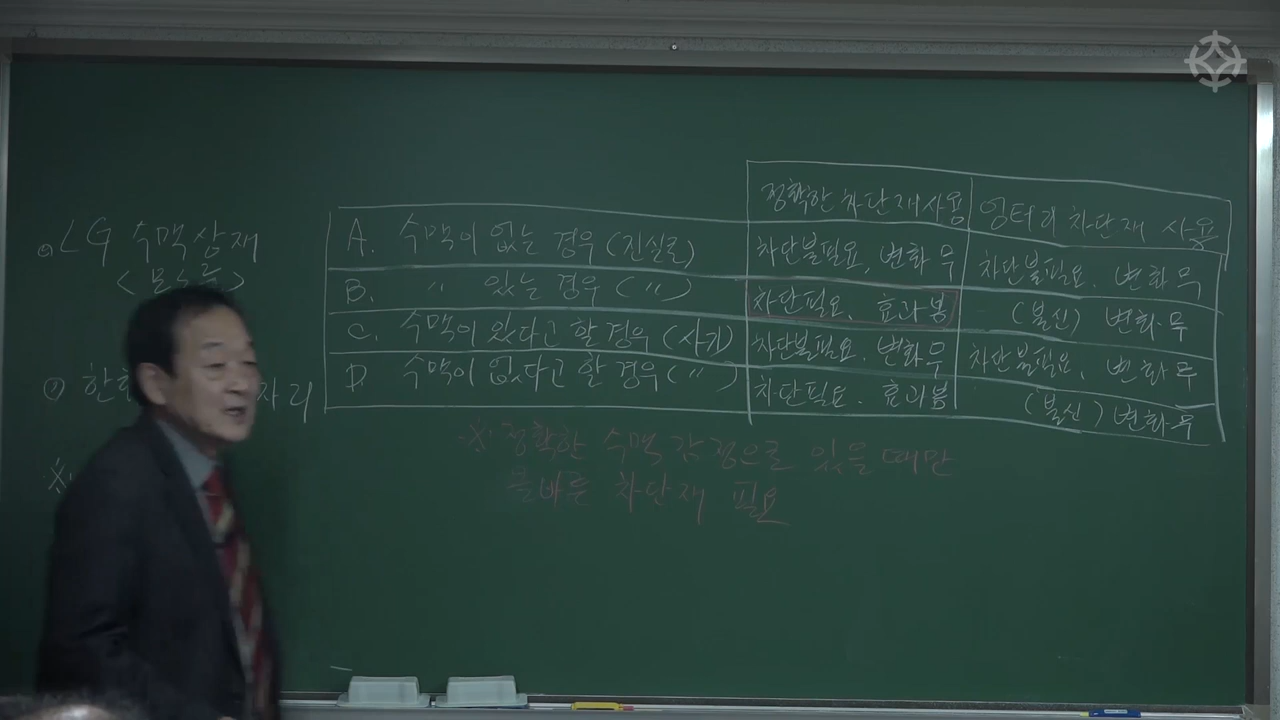 정확한 차단재사용 엉터리 차단재 사용
A. 수맥이 없는 경우 (진실로) 차단불필요, 변화 무 차단불필요. 변화 무
B. 〃 있는 경우 (〃) 차단필요, 효과봄 (불신) 변화무
C. 수맥이 있다고 할 경우 (사기) 차단불필요. 변화무 차단불필요, 변화 무
D. 수맥이 없다고 할 경우 (〃) 차단필요. 효과봄 (불신) 변화무
※ 정확한 수맥 감정으로 있을 때만
올바른 차단재 필요
LG 수맥상재
② 한 자리
※